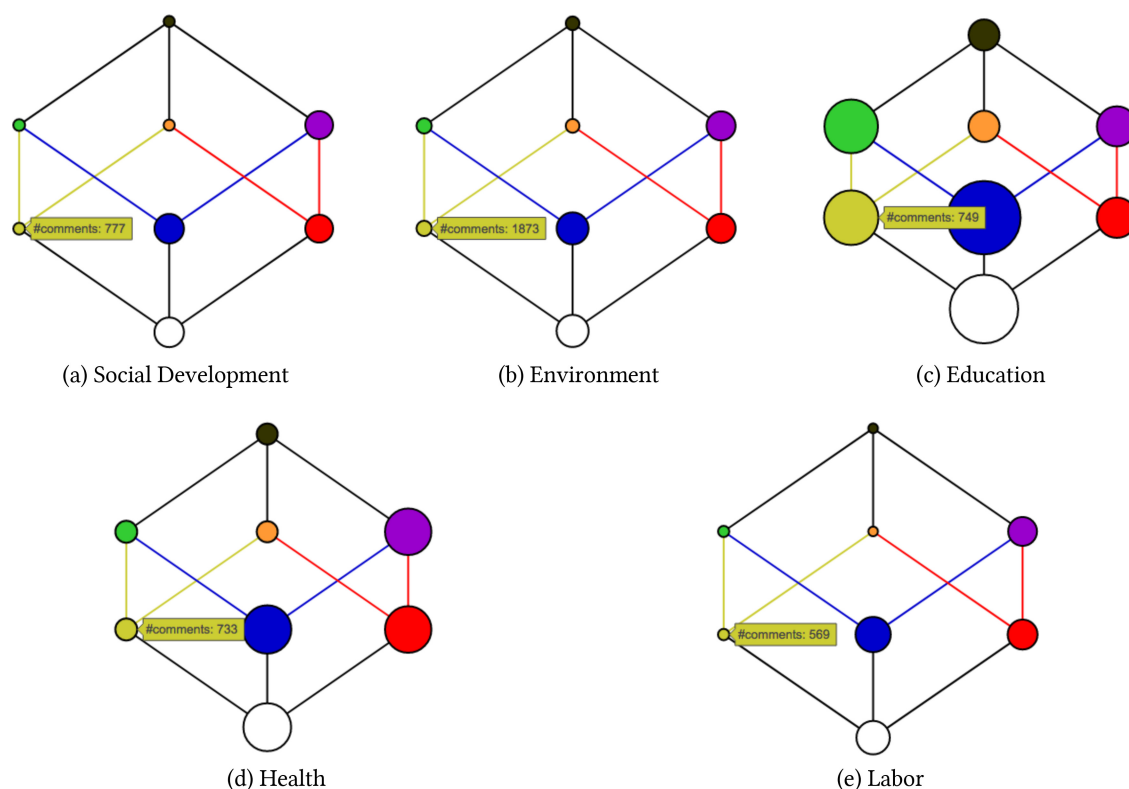 #comments: 777
#comments: 1873
#comments: 749
(a) Social Development
(b) Environment
(c) Education
#comments: 733
#comments: 569
(d) Health
(e) Labor